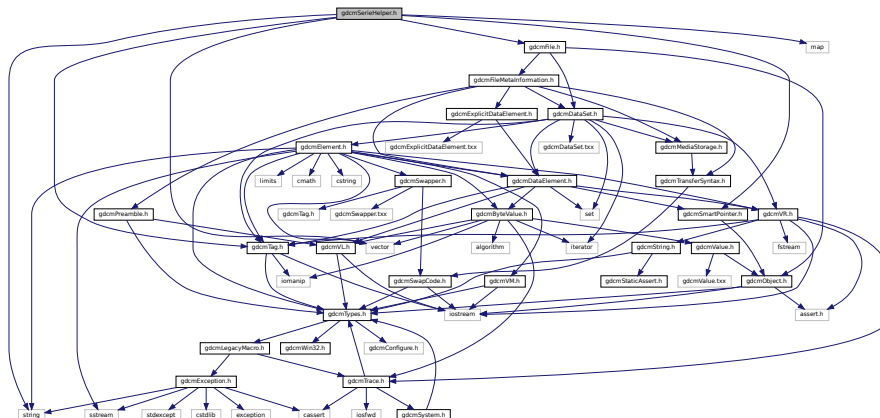 gdcmSerieHelper.h
gdcmFile.h
map
gdcmFileMetaInformation.h
gdcmExplicitDataElement.h
gdcmDataSet.h
gdcmElement.h
gdcmExplicitDataElement.txx
gdcmDataSet.txx
gdcmMediaStorage.h
limits
cmath
cstring
gdcmSwapper.h
gdcmDataElement.h
gdcmTransferSyntax.h
gdcmPreamble.h
gdcmTag.h
gdcmSwapper.txx
gdcmByteValue.h
set
gdcmSmartPointer.h
gdcmVR.h
gdcmTag.h
gdcmVL.h
vector
algorithm
iterator
gdcmString.h
gdcmValue.h
fstream
iomanip
gdcmSwapCode.h
gdcmVM.h
gdcmStaticAssert.h
gdcmValue.txx
gdcmObject.h
gdcmTypes.h
iostream
assert.h
gdcmLegacyMacro.h
gdcmWin32.h
gdcmConfigure.h
gdcmException.h
gdcmTrace.h
string
sstream
stdexcept
cstdlib
exception
cassert
iosfwd
gdcmSystem.h